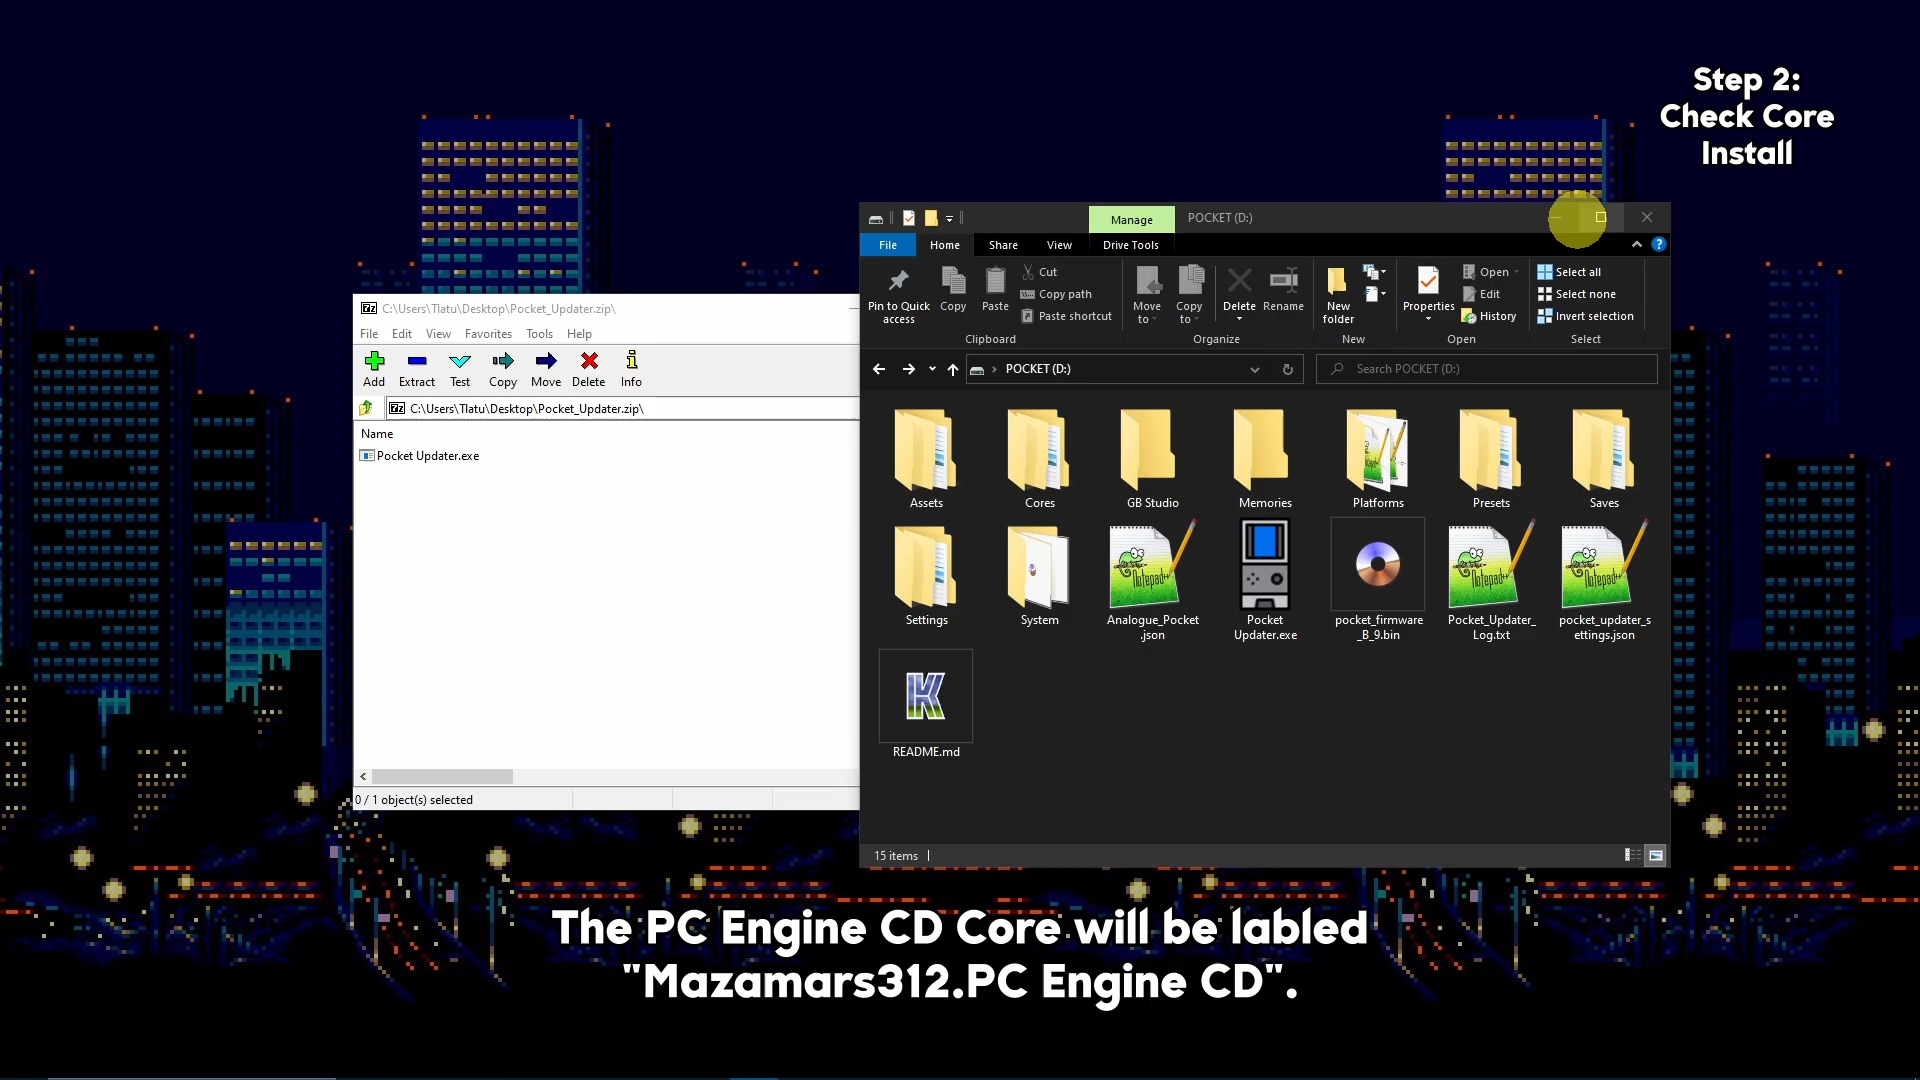 Step 2:
Check Core
Install
Manage
POCKET (D:)
File
Home
Share
View
Drive Tools
Pin to Quick
access
Copy
Paste
Cut
Copy path
Paste shortcut
Clipboard
Move
to
Copy
to
Delete
Rename
Organize
New
folder
New
Properties
Open
Edit
History
Open
Select all
Select none
Invert selection
Select
POCKET (D:)
Search POCKET (D:)
Assets
Cores
GB Studio
Memories
Platforms
Presets
Saves
Settings
System
Notepad++
Analogue_Pocket
.json
Pocket
Updater.exe
pocket_firmware
_B_9.bin
Notepad++
Pocket_Updater_
Log.txt
Notepad++
pocket_updater_s
ettings.json
K
README.md
15 items
7z
C:\Users\Tlatu\Desktop\Pocket_Updater.zip\
File
Edit
View
Favorites
Tools
Help
Add
Extract
Test
Copy
Move
Delete
Info
7z
C:\Users\Tlatu\Desktop\Pocket_Updater.zip\
Name
Pocket Updater.exe
0 / 1 object(s) selected
The PC Engine CD Core will be labled
"Mazamars312.PC Engine CD".